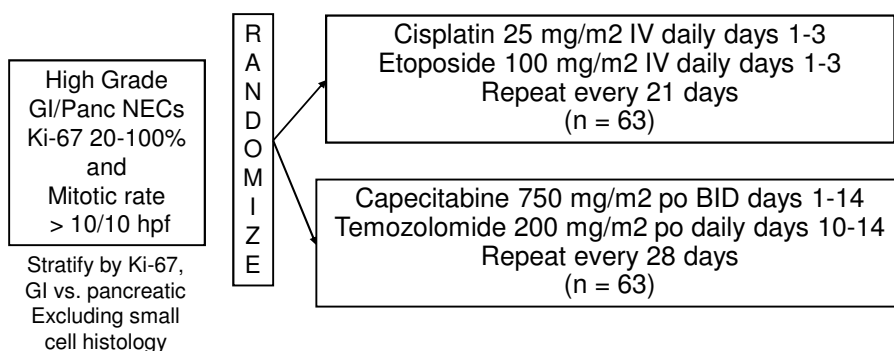 High Grade
GI/Panc NECs
Ki-67 20-100%
and
Mitotic rate
> 10/10 hpf
Stratify by Ki-67,
GI vs. pancreatic
Excluding small
cell histology
R
A
N
D
O
M
I
Z
E
Cisplatin 25 mg/m2 IV daily days 1-3
Etoposide 100 mg/m2 IV daily days 1-3
Repeat every 21 days
(n = 63)
Capecitabine 750 mg/m2 po BID days 1-14
Temozolomide 200 mg/m2 po daily days 10-14
Repeat every 28 days
(n = 63)